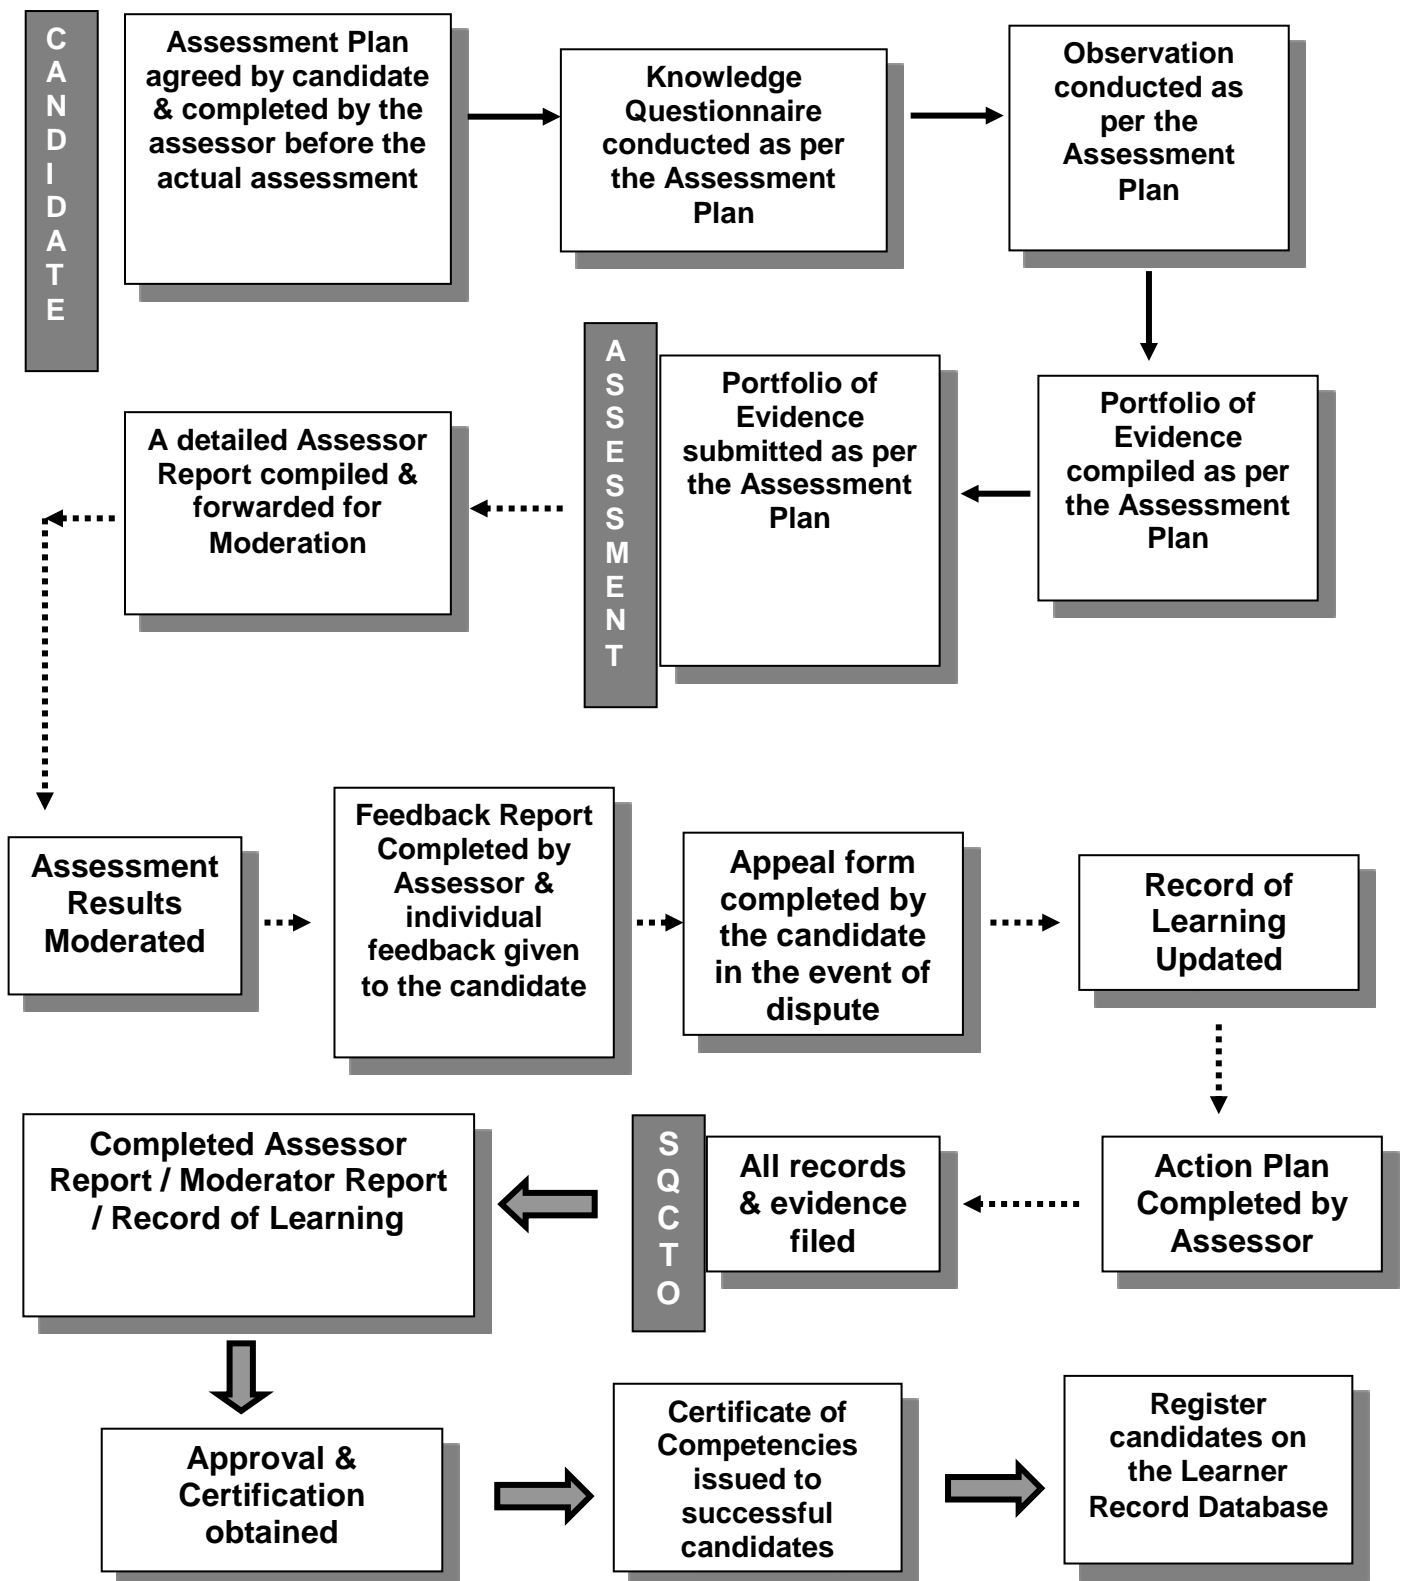 C
A
N
D
I
D
A
T
E
Assessment Plan
agreed by candidate
& completed by the
assessor before the
actual assessment
Knowledge
Questionnaire
conducted as per
the Assessment
Plan
Observation
conducted as
per the
Assessment
Plan
Portfolio of
Evidence
compiled as per
the Assessment
Plan
A
S
S
E
S
S
M
E
N
T
Portfolio of
Evidence
submitted as per
the Assessment
Plan
A detailed Assessor
Report compiled &
forwarded for
Moderation
Assessment
Results
Moderated
Feedback Report
Completed by
Assessor &
individual
feedback given
to the candidate
Appeal form
completed by
the candidate
in the event of
dispute
Record of
Learning
Updated
Action Plan
Completed by
Assessor
S
Q
C
T
O
All records
& evidence
filed
Completed Assessor
Report / Moderator Report
/ Record of Learning
Approval &
Certification
obtained
Certificate of
Competencies
issued to
successful
candidates
Register
candidates on
the Learner
Record Database